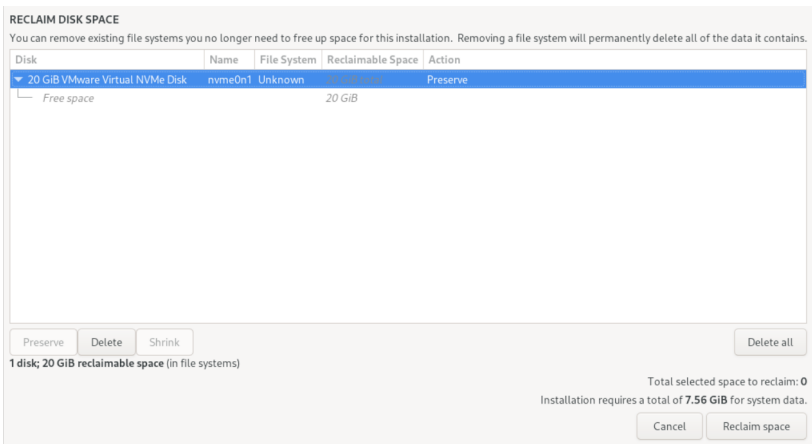 RECLAIM DISK SPACE
You can remove existing file systems you no longer need to free up space for this installation. Removing a file system will permanently delete all of the data it contains.
Disk Name File System Reclaimable Space Action
20 GiB VMware Virtual NVMe Disk nvme0n1 Unknown Preserve
Free space 20 GiB
Preserve Delete Shrink Delete all
1 disk; 20 GiB reclaimable space (in file systems)
Total selected space to reclaim: 0
Installation requires a total of 7.56 GiB for system data.
Cancel Reclaim space